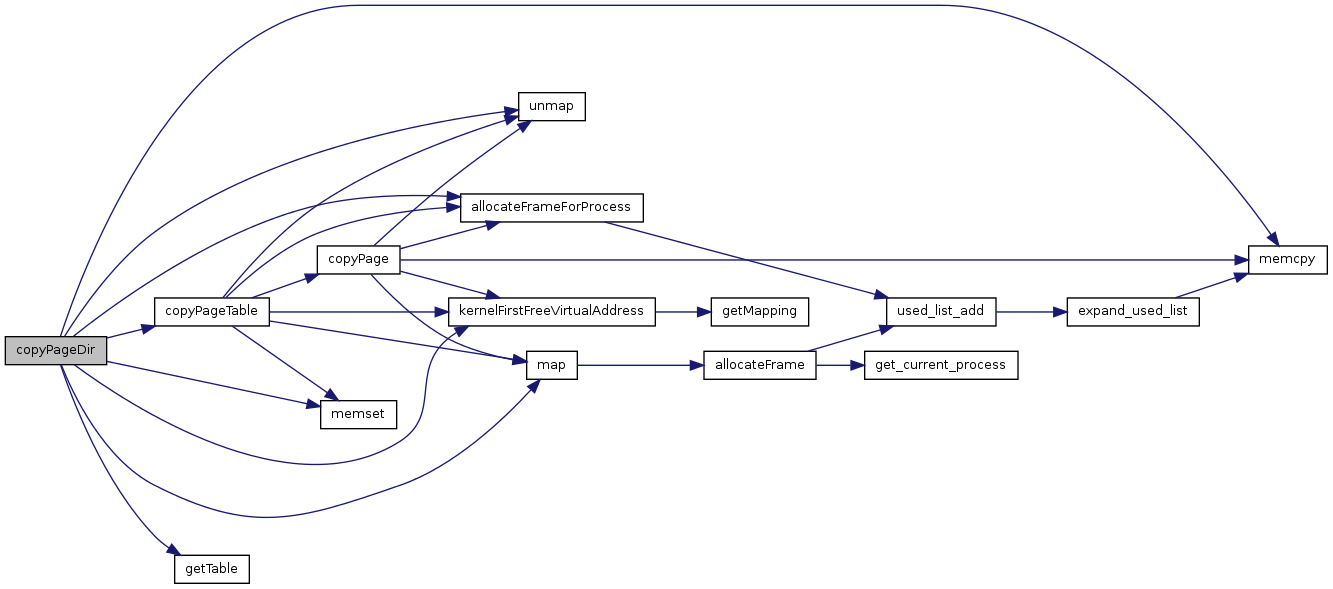 unmap
allocateFrameForProcess
copyPage
memcpy
copyPageTable
kernelFirstFreeVirtualAddress
getMapping
used_list_add
expand_used_list
copyPageDir
map
allocateFrame
get_current_process
memset
getTable